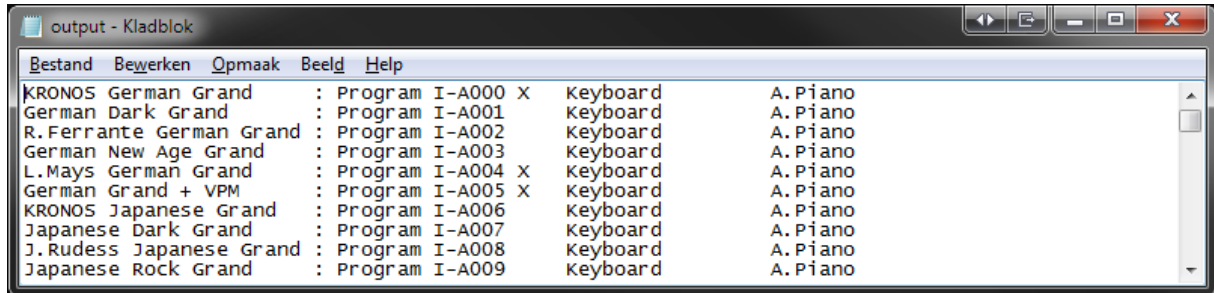 output - Kladblok
Bestand Bewerken Opmaak Beeld Help
KRONOS German Grand : Program I-A000 X Keyboard A.Piano
German Dark Grand : Program I-A001 Keyboard A.Piano
R.Ferrante German Grand : Program I-A002 Keyboard A.Piano
German New Age Grand : Program I-A003 Keyboard A.Piano
L.Mays German Grand : Program I-A004 X Keyboard A.Piano
German Grand + VPM : Program I-A005 X Keyboard A.Piano
KRONOS Japanese Grand : Program I-A006 Keyboard A.Piano
Japanese Dark Grand : Program I-A007 Keyboard A.Piano
J.Rudess Japanese Grand : Program I-A008 Keyboard A.Piano
Japanese Rock Grand : Program I-A009 Keyboard A.Piano